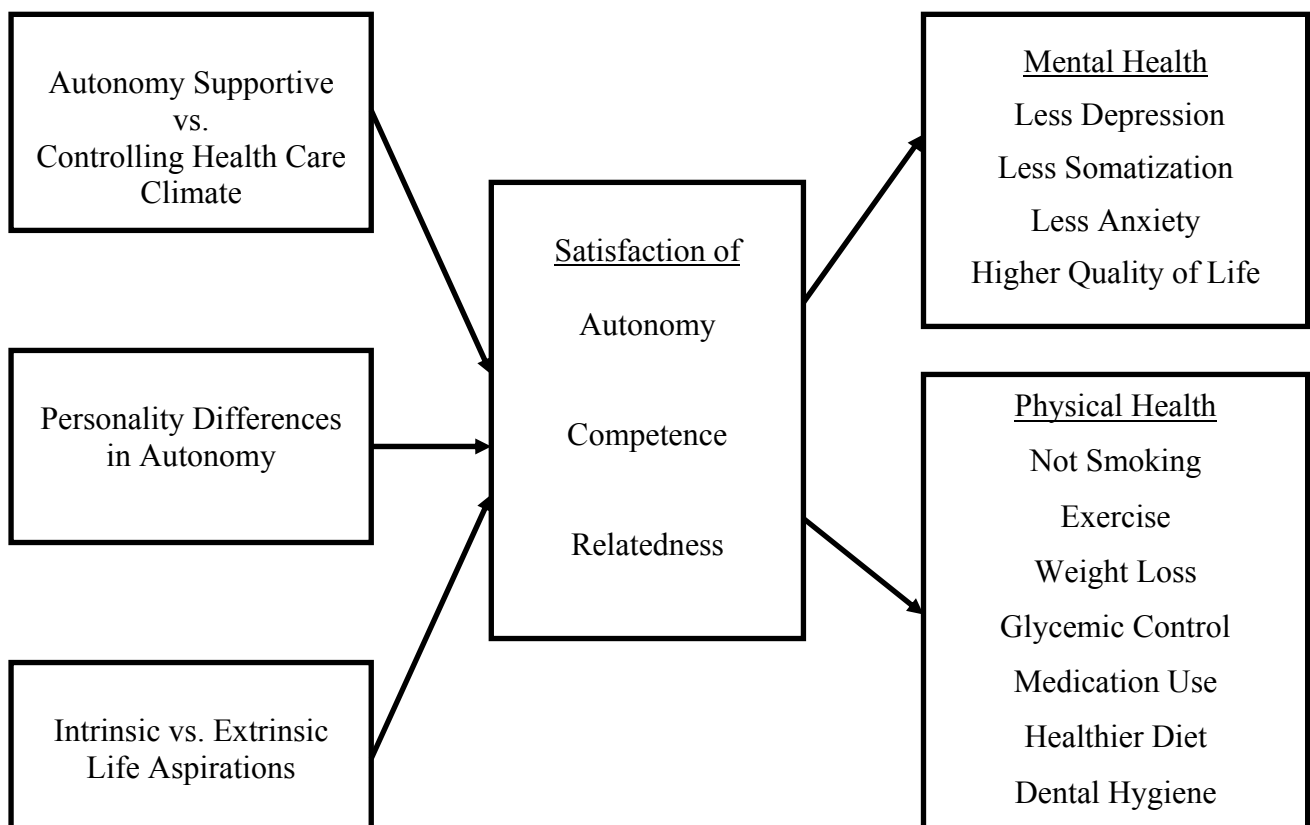 Autonomy Supportive
vs.
Controlling Health Care
Climate
Personality Differences
in Autonomy
Intrinsic vs. Extrinsic
Life Aspirations
Satisfaction of
Autonomy
Competence
Relatedness
Mental Health
Less Depression
Less Somatization
Less Anxiety
Higher Quality of Life
Physical Health
Not Smoking
Exercise
Weight Loss
Glycemic Control
Medication Use
Healthier Diet
Dental Hygiene